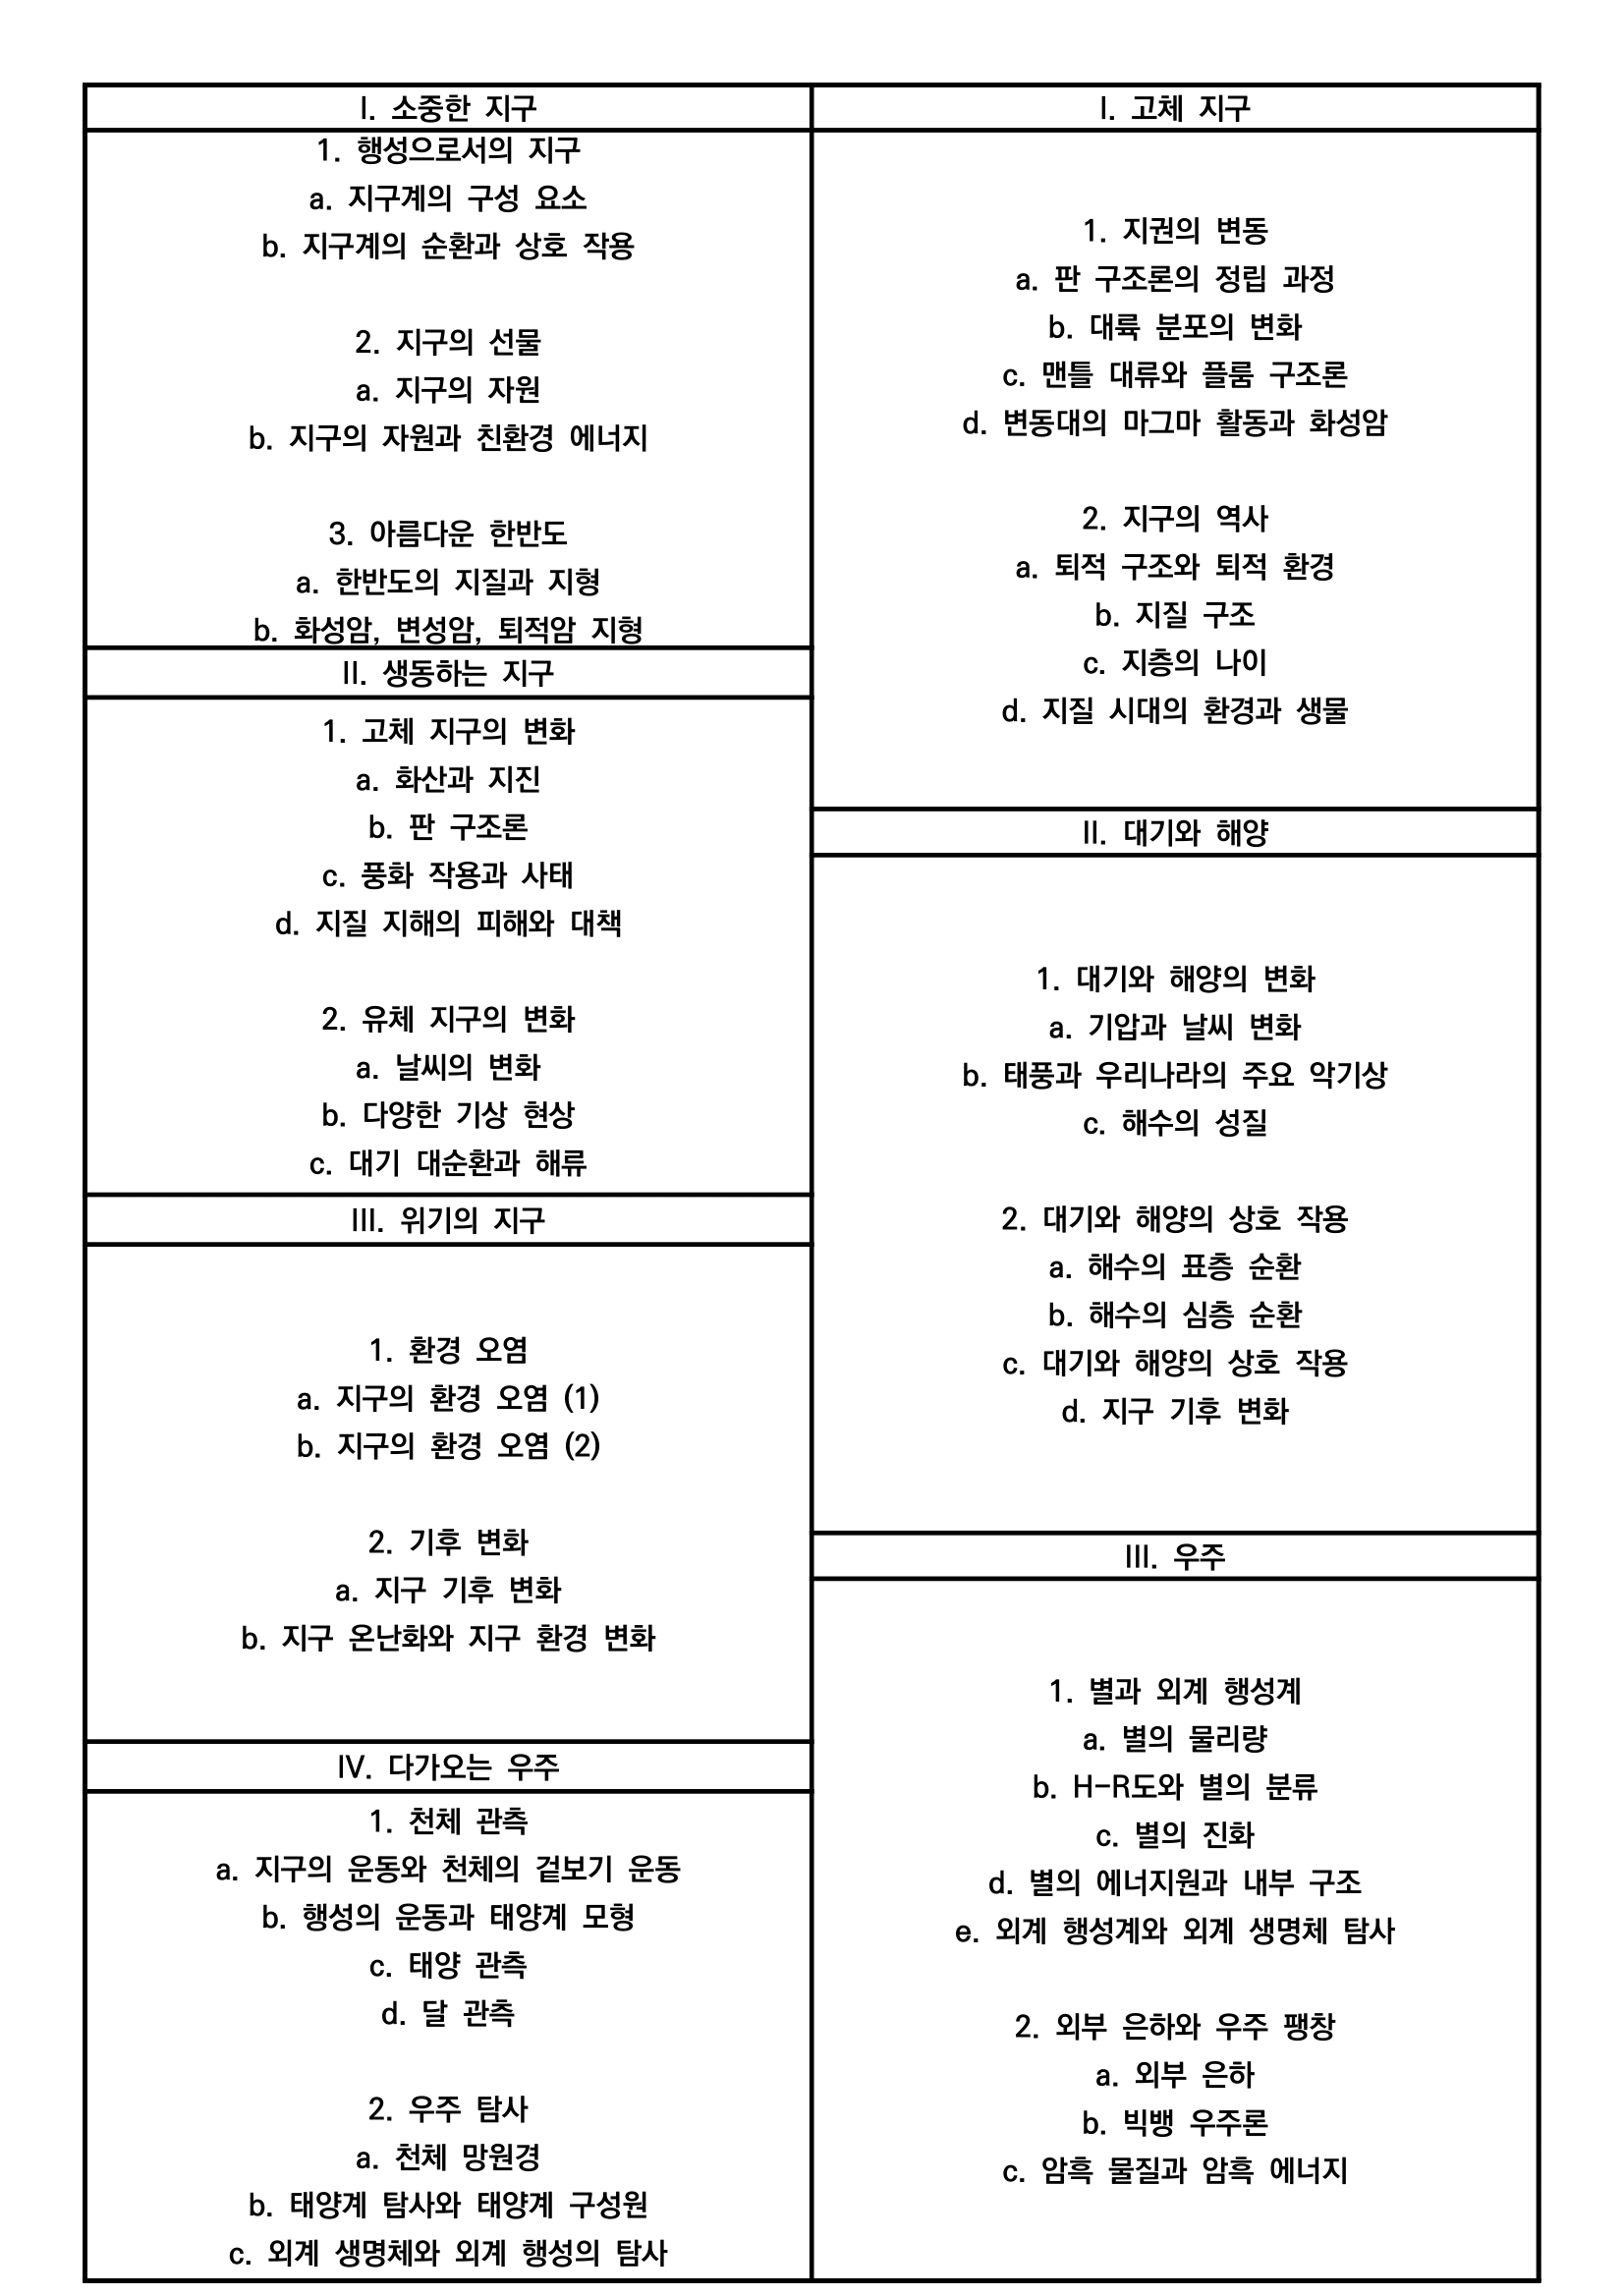 I. 소중한 지구
1. 행성으로서의 지구
a. 지구계의 구성 요소
b. 지구계의 순환과 상호 작용
2. 지구의 선물
a. 지구의 자원
b. 지구의 자원과 친환경 에너지
3. 아름다운 한반도
a. 한반도의 지질과 지형
b. 화성암, 변성암, 퇴적암 지형
II. 생동하는 지구
1. 고체 지구의 변화
a. 화산과 지진
b. 판 구조론
c. 풍화 작용과 사태
d. 지질 지해의 피해와 대책
2. 유체 지구의 변화
a. 날씨의 변화
b. 다양한 기상 현상
c. 대기 대순환과 해류
III. 위기의 지구
1. 환경 오염
a. 지구의 환경 오염 (1)
b. 지구의 환경 오염 (2)
2. 기후 변화
a. 지구 기후 변화
b. 지구 온난화와 지구 환경 변화
IV. 다가오는 우주
1. 천체 관측
a. 지구의 운동와 천체의 겉보기 운동
b. 행성의 운동과 태양계 모형
c. 태양 관측
d. 달 관측
2. 우주 탐사
a. 천체 망원경
b. 태양계 탐사와 태양계 구성원
c. 외계 생명체와 외계 행성의 탐사
I. 고체 지구
1. 지권의 변동
a. 판 구조론의 정립 과정
b. 대륙 분포의 변화
c. 맨틀 대류와 플룸 구조론
d. 변동대의 마그마 활동과 화성암
2. 지구의 역사
a. 퇴적 구조와 퇴적 환경
b. 지질 구조
c. 지층의 나이
d. 지질 시대의 환경과 생물
II. 대기와 해양
1. 대기와 해양의 변화
a. 기압과 날씨 변화
b. 태풍과 우리나라의 주요 악기상
c. 해수의 성질
2. 대기와 해양의 상호 작용
a. 해수의 표층 순환
b. 해수의 심층 순환
c. 대기와 해양의 상호 작용
d. 지구 기후 변화
III. 우주
1. 별과 외계 행성계
a. 별의 물리량
b. H-R도와 별의 분류
c. 별의 진화
d. 별의 에너지원과 내부 구조
e. 외계 행성계와 외계 생명체 탐사
2. 외부 은하와 우주 팽창
a. 외부 은하
b. 빅뱅 우주론
c. 암흑 물질과 암흑 에너지